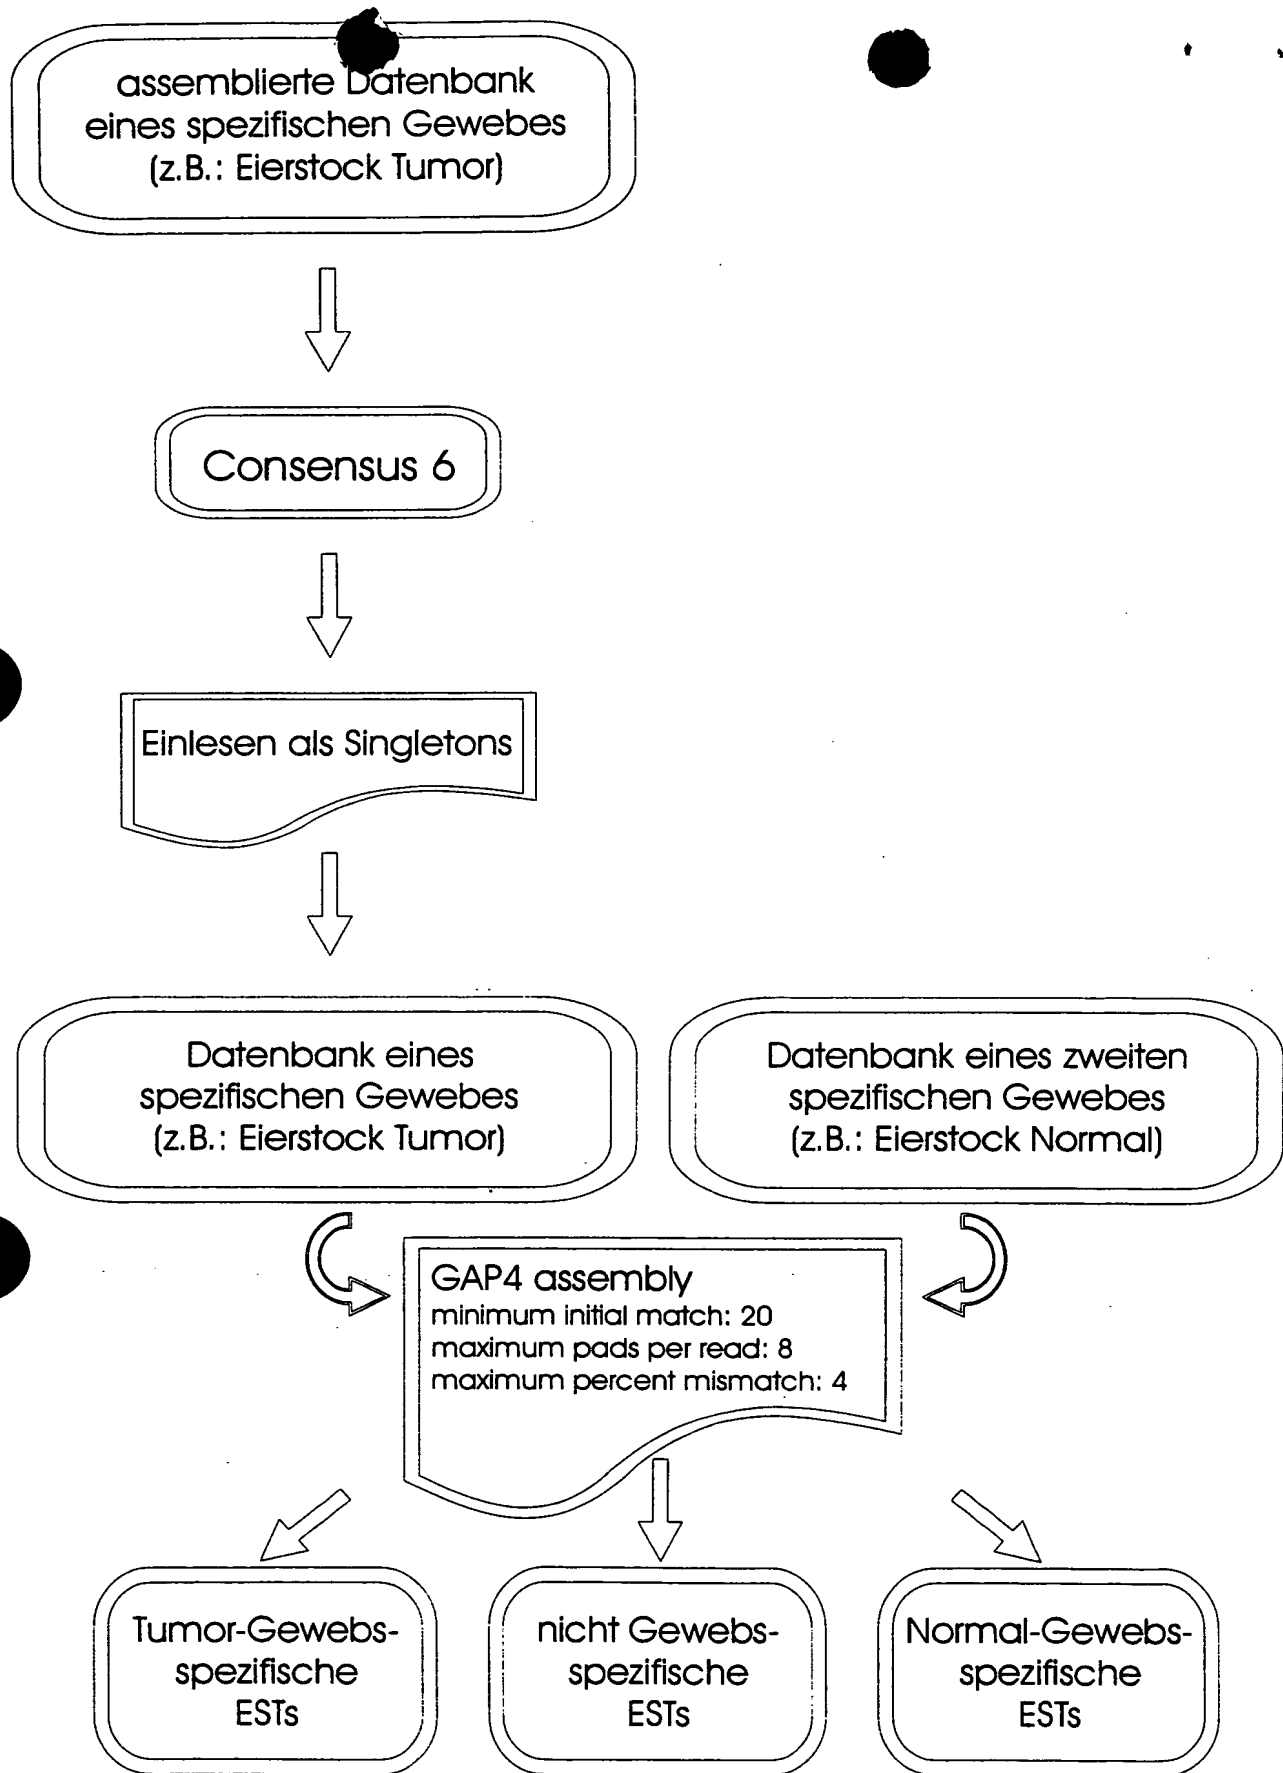 assemblierte Datenbank
eines spezifischen Gewebes
(z.B.: Eierstock Tumor)
Consensus 6
Einlesen als Singletons
Datenbank eines
spezifischen Gewebes
(z.B.: Eierstock Tumor)
Datenbank eines zweiten
spezifischen Gewebes
(z.B.: Eierstock Normal)
GAP4 assembly
minimum initial match: 20
maximum pads per read: 8
maximum percent mismatch: 4
Tumor-Gewebs-
spezifische
ESTs
nicht Gewebs-
spezifische
ESTs
Normal-Gewebs-
spezifische
ESTs